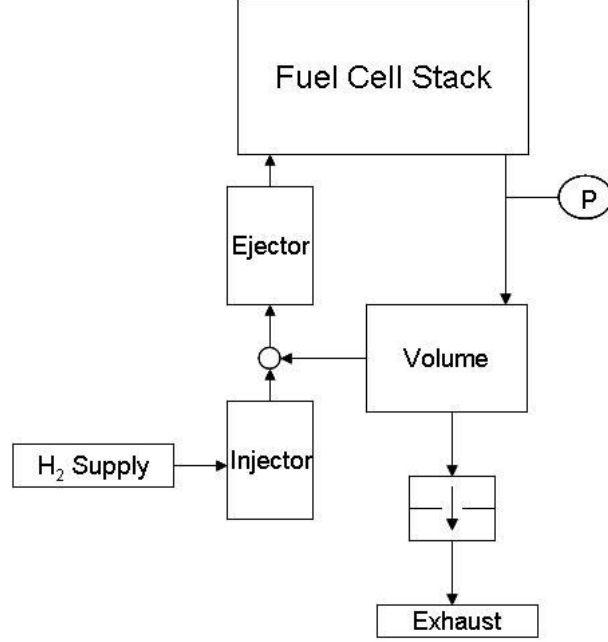 Fuel Cell Stack
P
Ejector
Volume
H₂ Supply
Injector
Exhaust